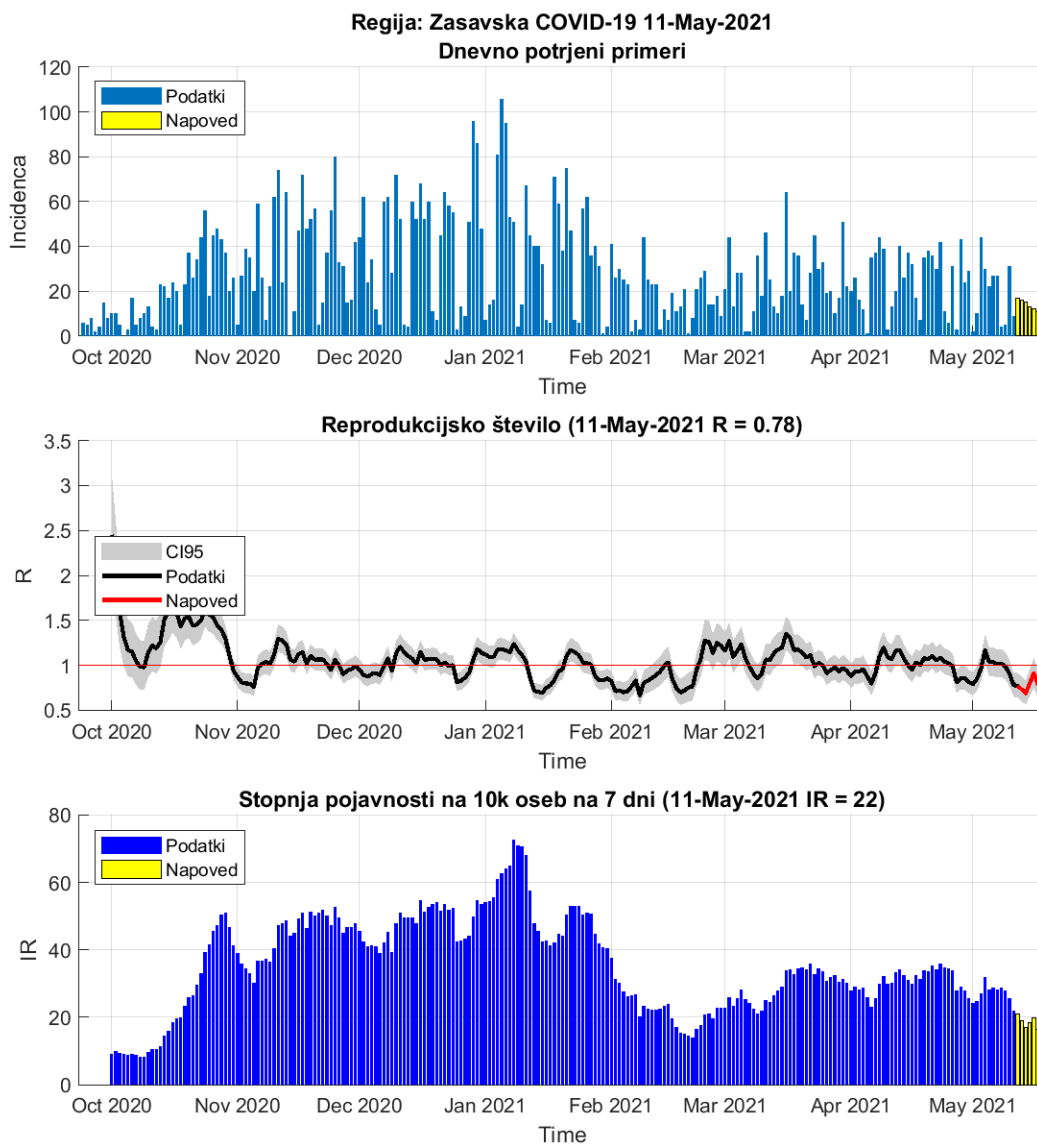 Regija: Zasavska COVID-19 11-May-2021
Dnevno potrjeni primeri
120
100
80
60
40
20
0
Incidenca
Podatki
Napoved
Oct 2020 Nov 2020 Dec 2020 Jan 2021 Feb 2021 Mar 2021 Apr 2021 May 2021
Time
Reprodukcijsko število (11-May-2021 R = 0.78)
3.5
3
2.5
2
1.5
1
0.5
R
CI95
Podatki
Napoved
Oct 2020 Nov 2020 Dec 2020 Jan 2021 Feb 2021 Mar 2021 Apr 2021 May 2021
Time
Stopnja pojavnosti na 10k oseb na 7 dni (11-May-2021 IR = 22)
80
60
40
20
0
IR
Podatki
Napoved
Oct 2020 Nov 2020 Dec 2020 Jan 2021 Feb 2021 Mar 2021 Apr 2021 May 2021
Time